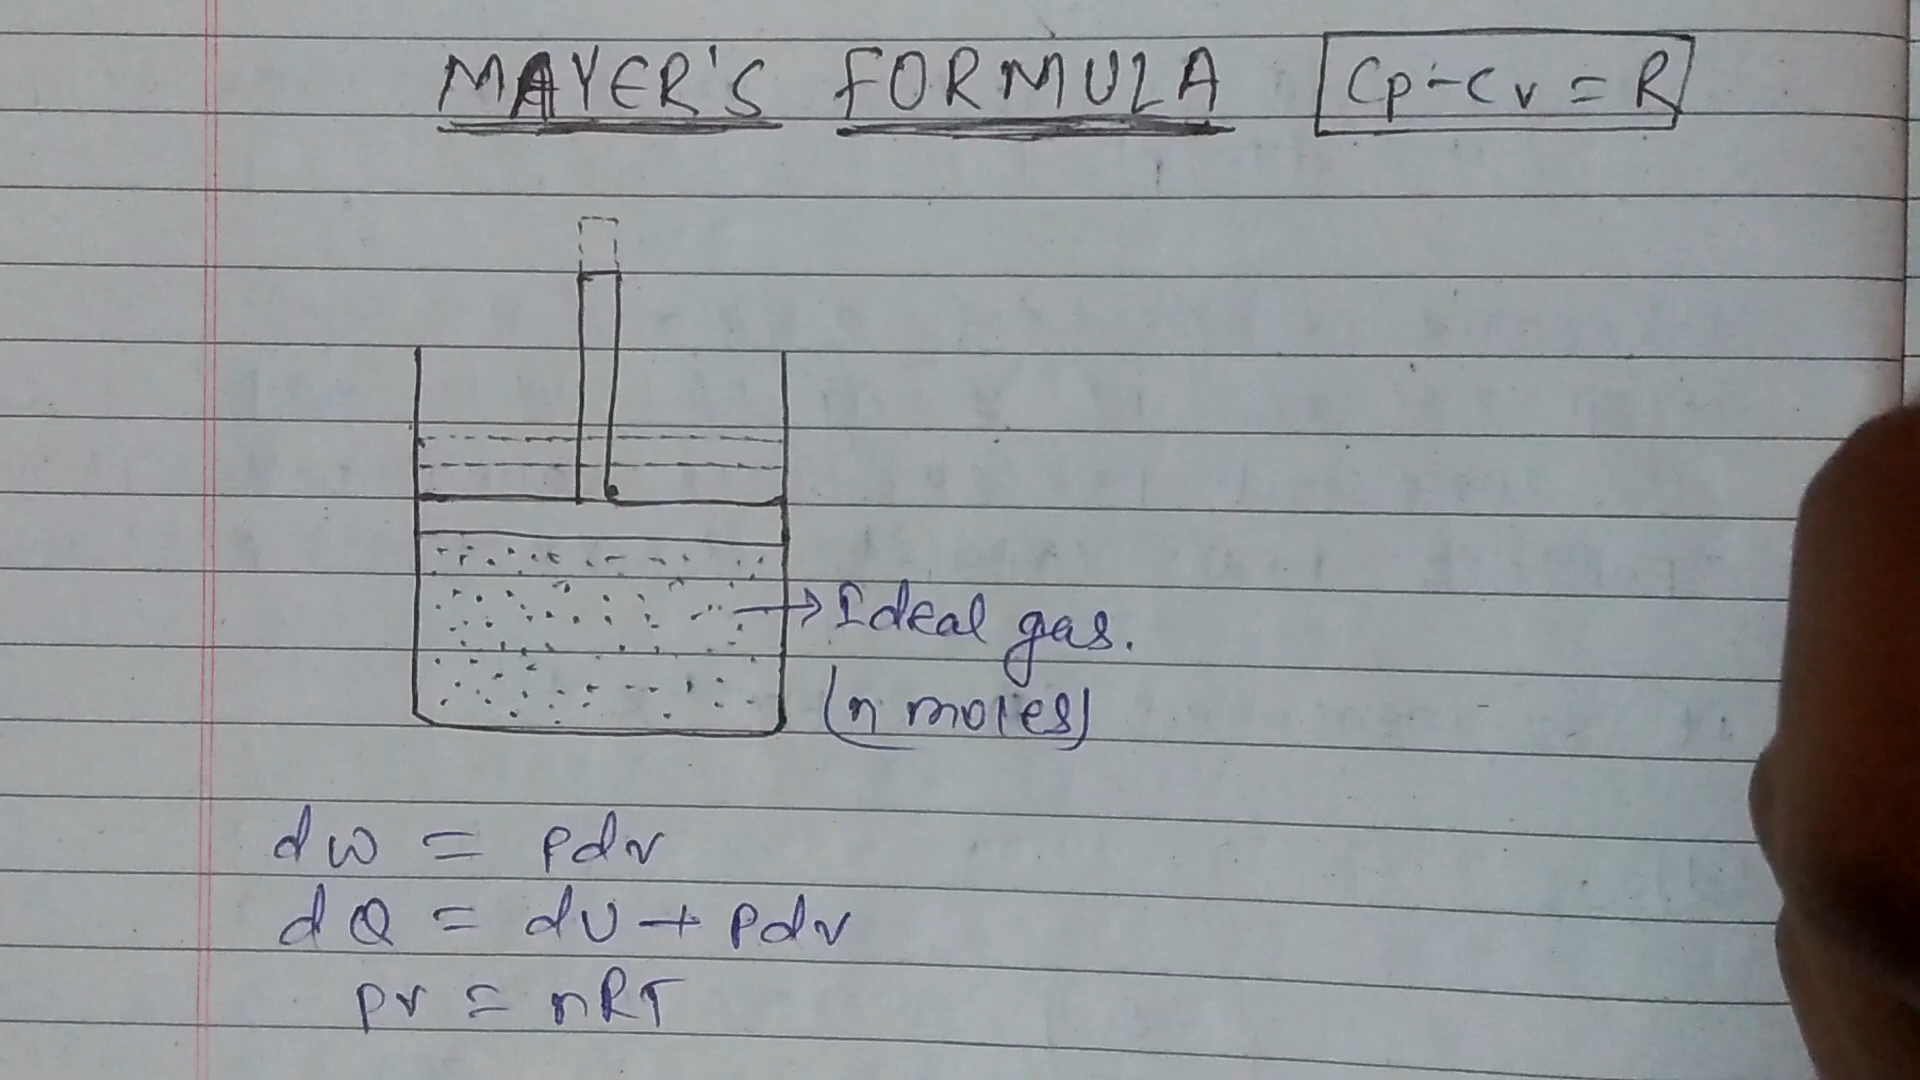 MAYER'S FORMULA Cp-Cv = R
Ideal gas.
(n moles)
dw = pdv
dQ = dU + pdv
pv = nRT